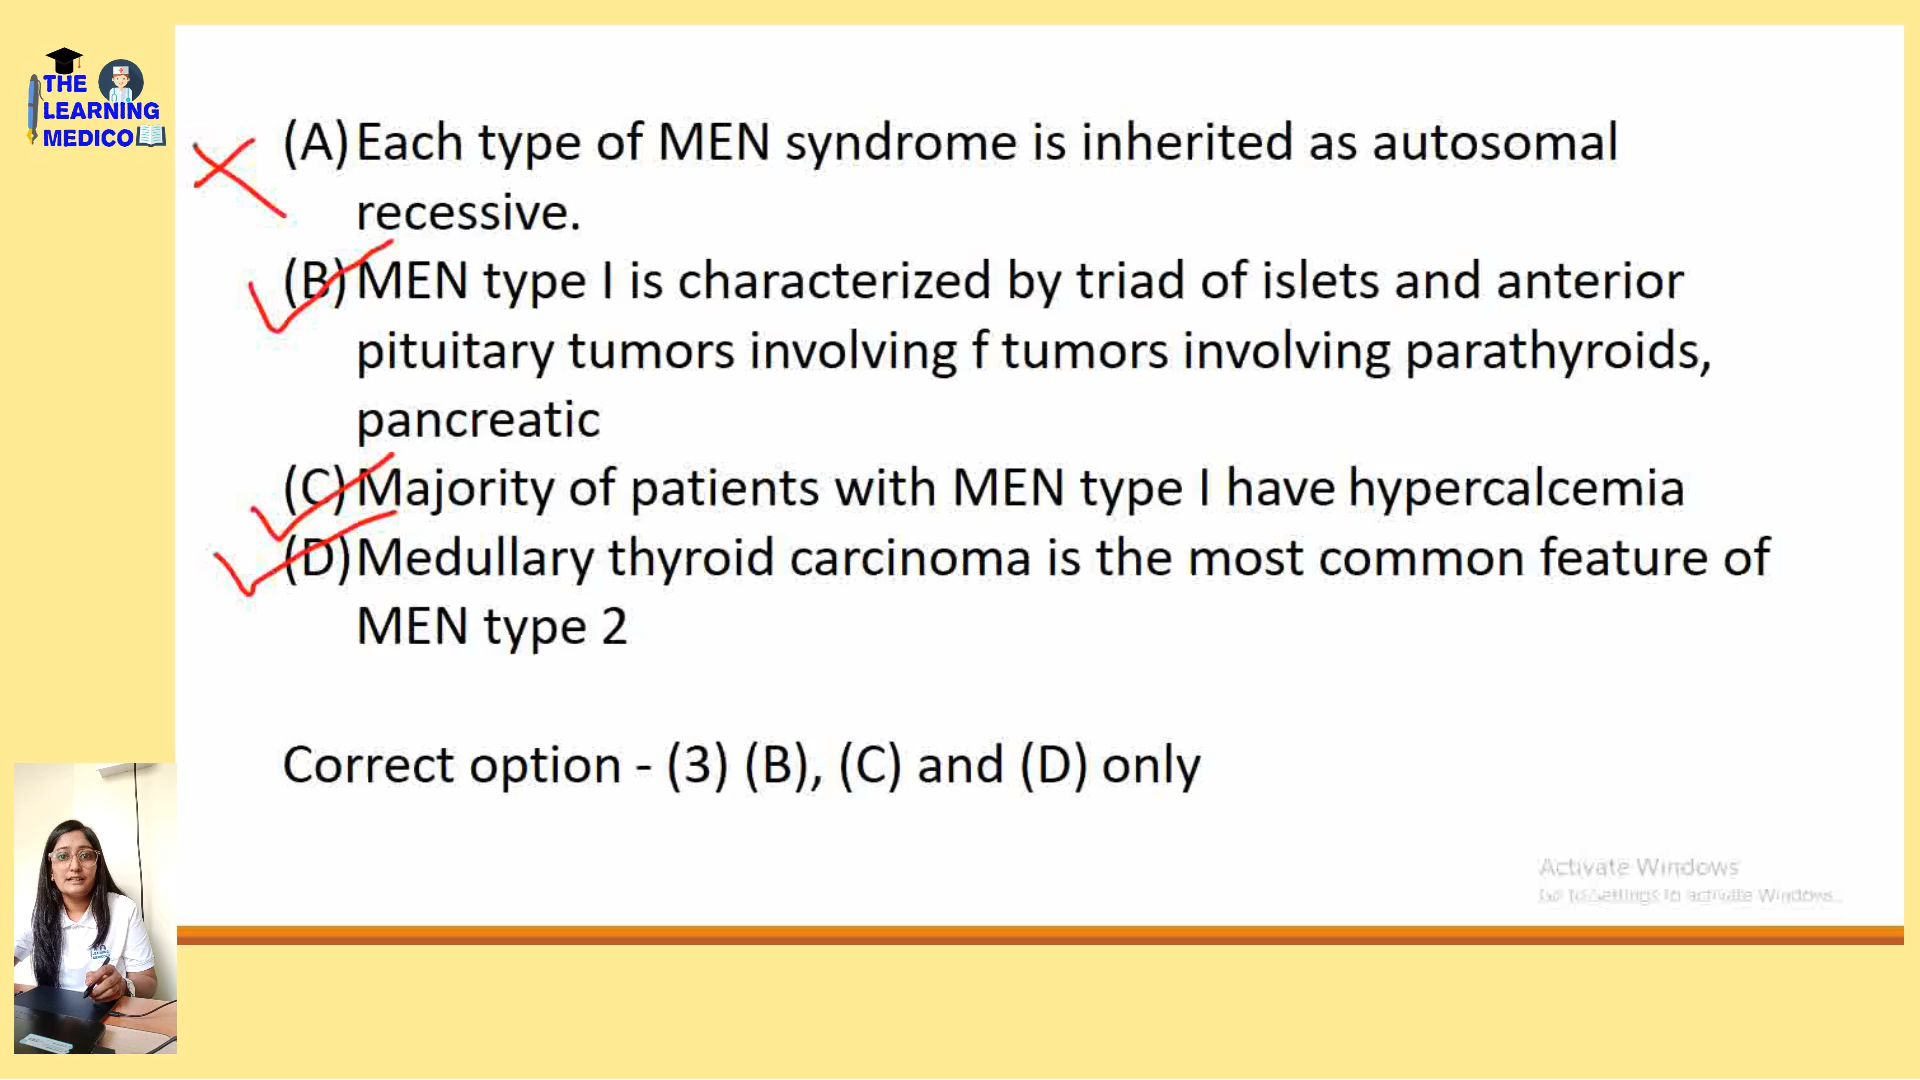 THE
LEARNING
MEDICO
(A) Each type of MEN syndrome is inherited as autosomal
recessive.
(B) MEN type I is characterized by triad of islets and anterior
pituitary tumors involving f tumors involving parathyroids,
pancreatic
(C) Majority of patients with MEN type I have hypercalcemia
(D) Medullary thyroid carcinoma is the most common feature of
MEN type 2
Correct option - (3) (B), (C) and (D) only
Activate Windows
Go to Settings to activate Windows.